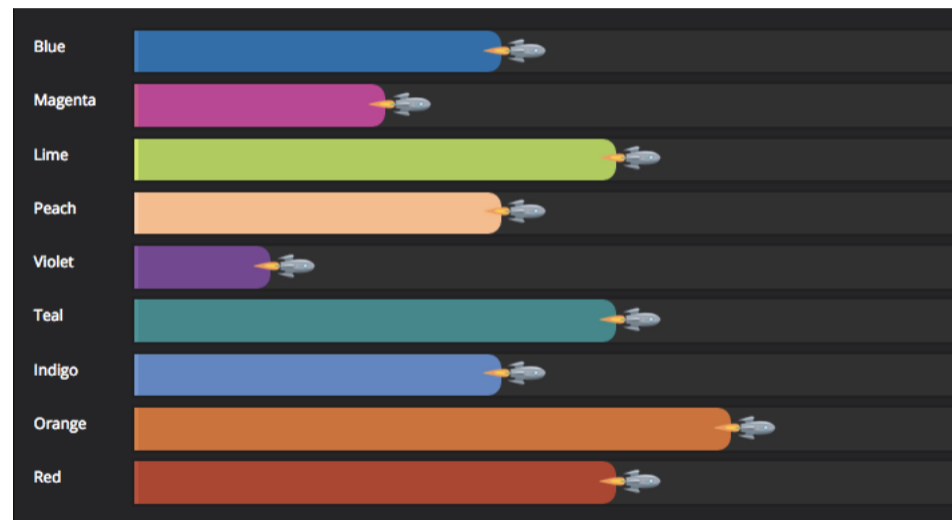 Blue
Magenta
Lime
Peach
Violet
Teal
Indigo
Orange
Red